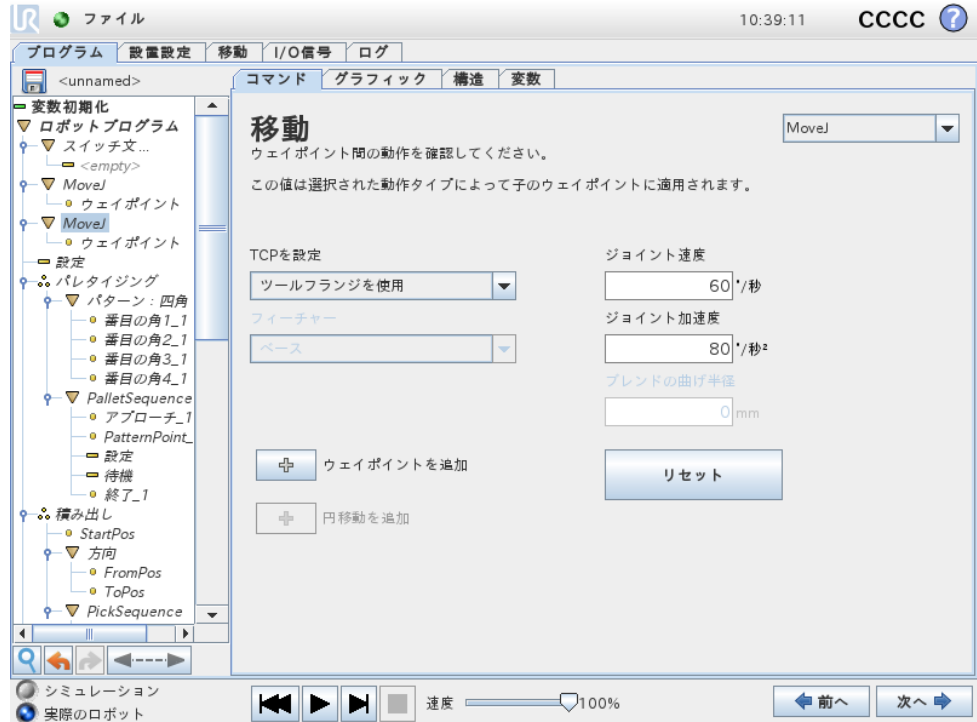 UR ファイル 10:39:11 CCCC ?
プログラム 設置設定 移動 I/O信号 ログ
<unnamed>
コマンド グラフィック 構造 変数
変数初期化
ロボットプログラム
スイッチ文...
<empty>
MoveJ
ウェイポイント
MoveJ
ウェイポイント
設定
パレタイジング
パターン：四角
番目の角1_1
番目の角2_1
番目の角3_1
番目の角4_1
PalletSequence
アプローチ_1
PatternPoint_
設定
待機
終了_1
積み出し
StartPos
方向
FromPos
ToPos
PickSequence
移動
MoveJ
ウェイポイント間の動作を確認してください。
この値は選択された動作タイプによって子のウェイポイントに適用されます。
TCPを設定
ツールフランジを使用
フィーチャー
ベース
ジョイント速度
60 °/秒
ジョイント加速度
80 °/秒²
ブレンドの曲げ半径
0 mm
ウェイポイントを追加
円移動を追加
リセット
シミュレーション
実際のロボット
速度 100%
前へ 次へ